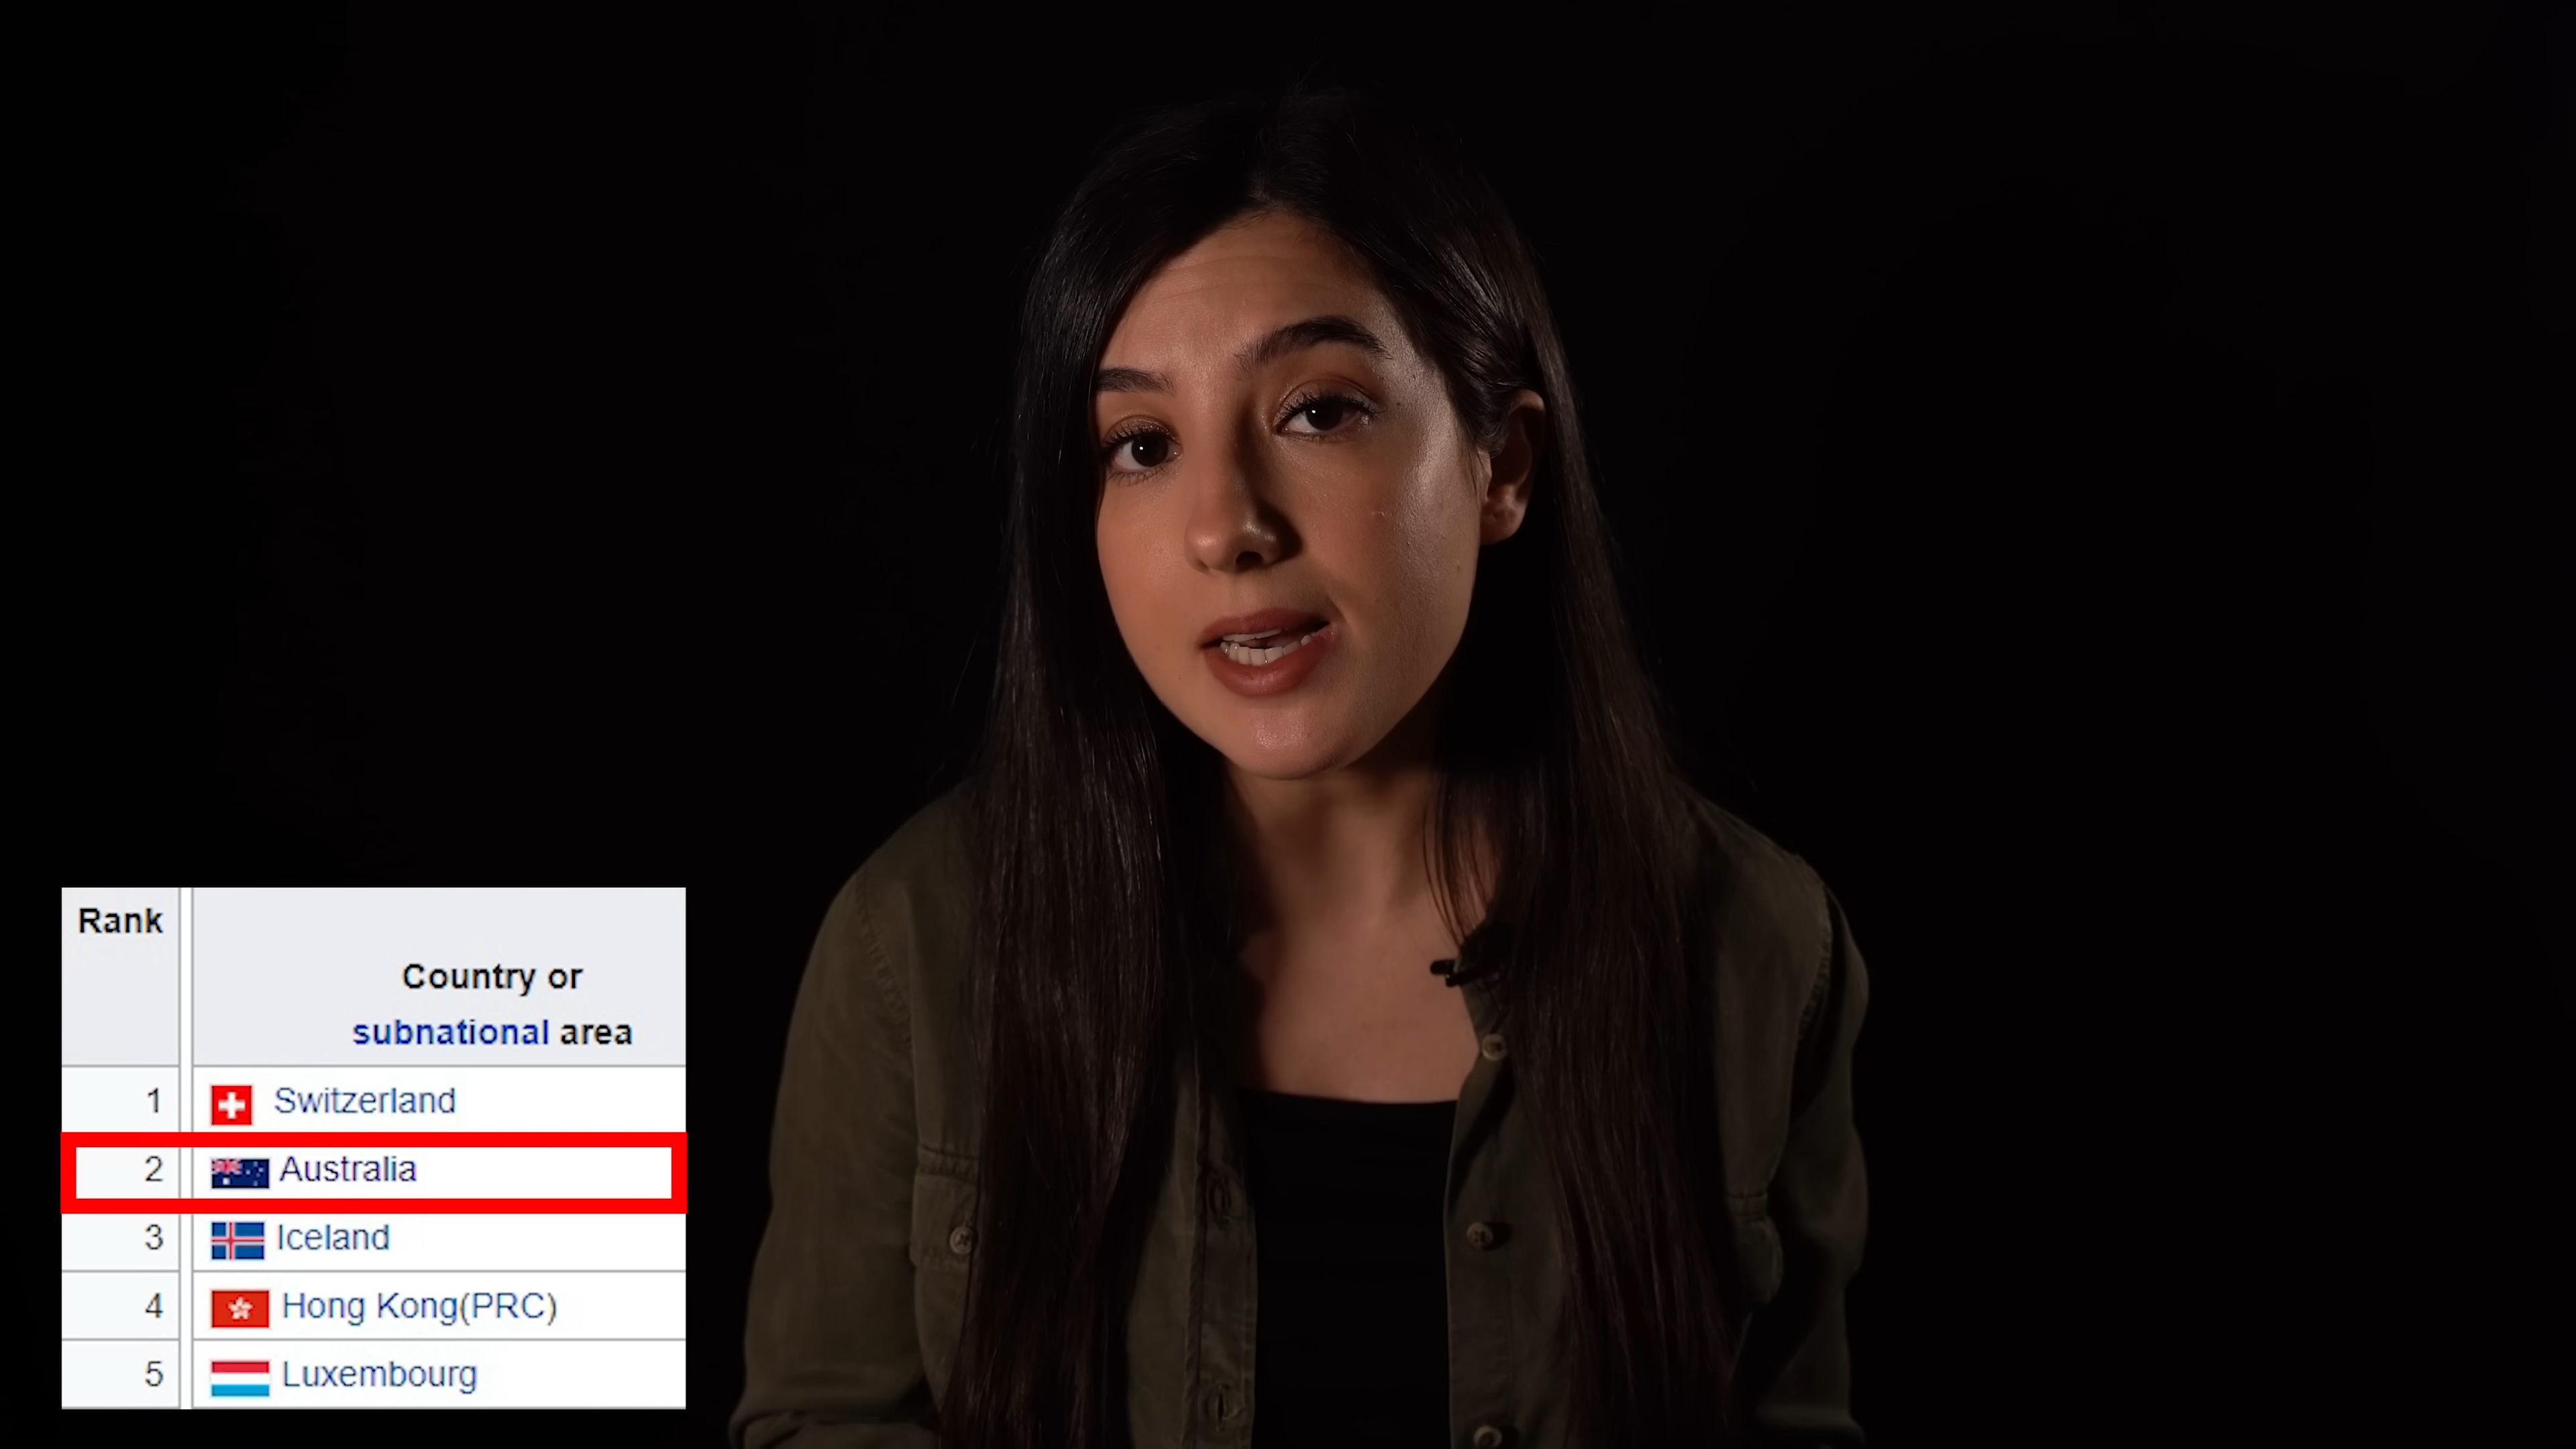 Rank
Country or
subnational area
1 Switzerland
2 Australia
3 Iceland
4 Hong Kong(PRC)
5 Luxembourg